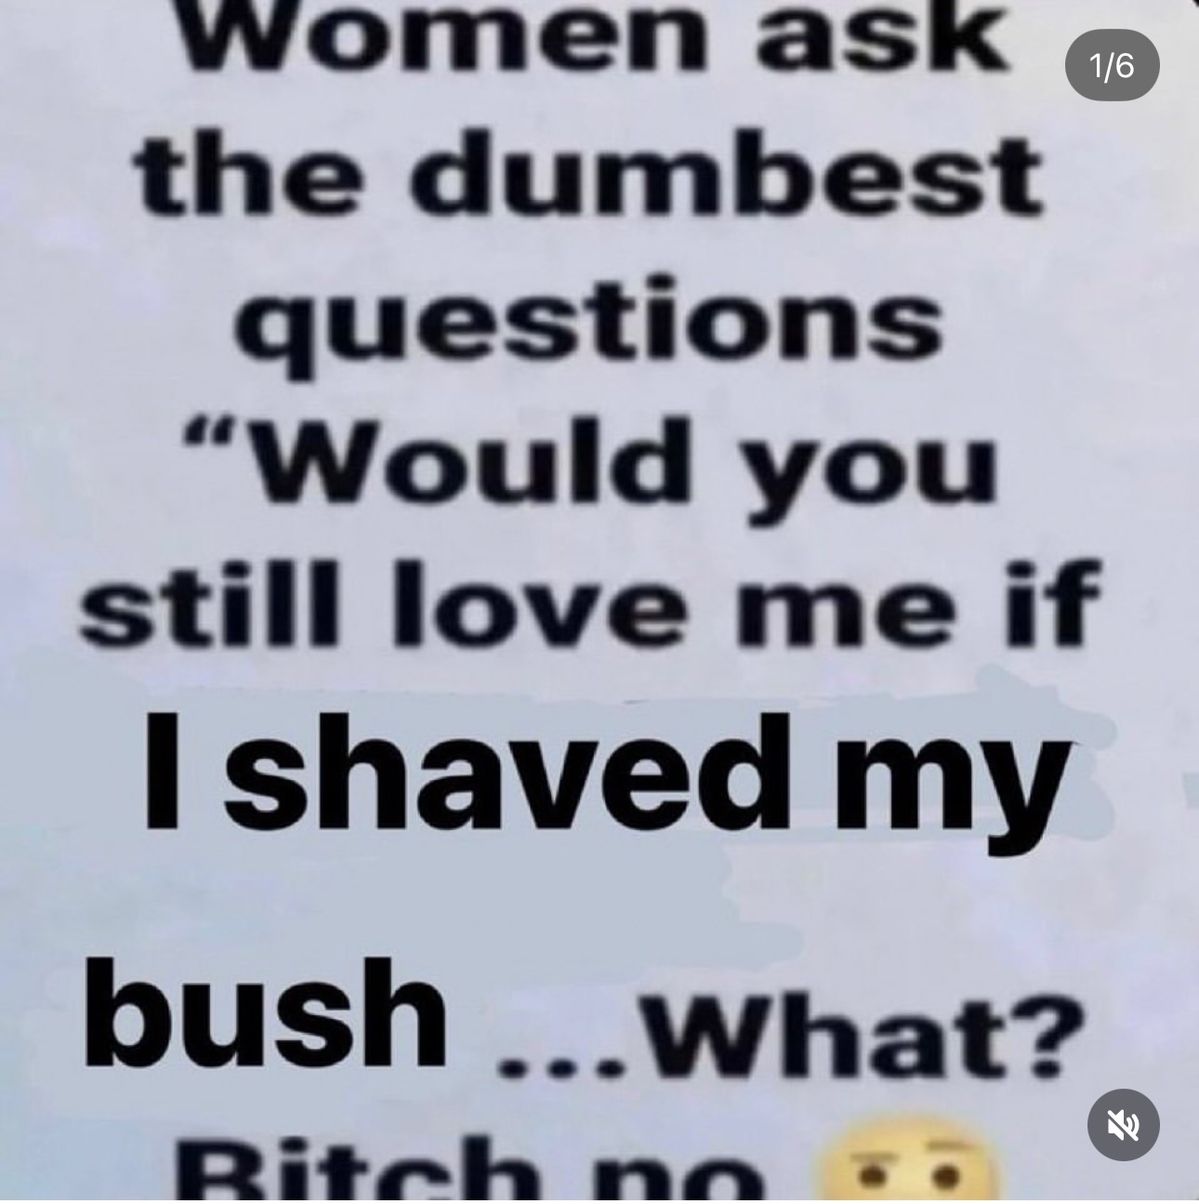 Women ask
1/6
the dumbest
questions
“Would you
still love me if
I shaved my
bush ...What?
Bitch no 🤨